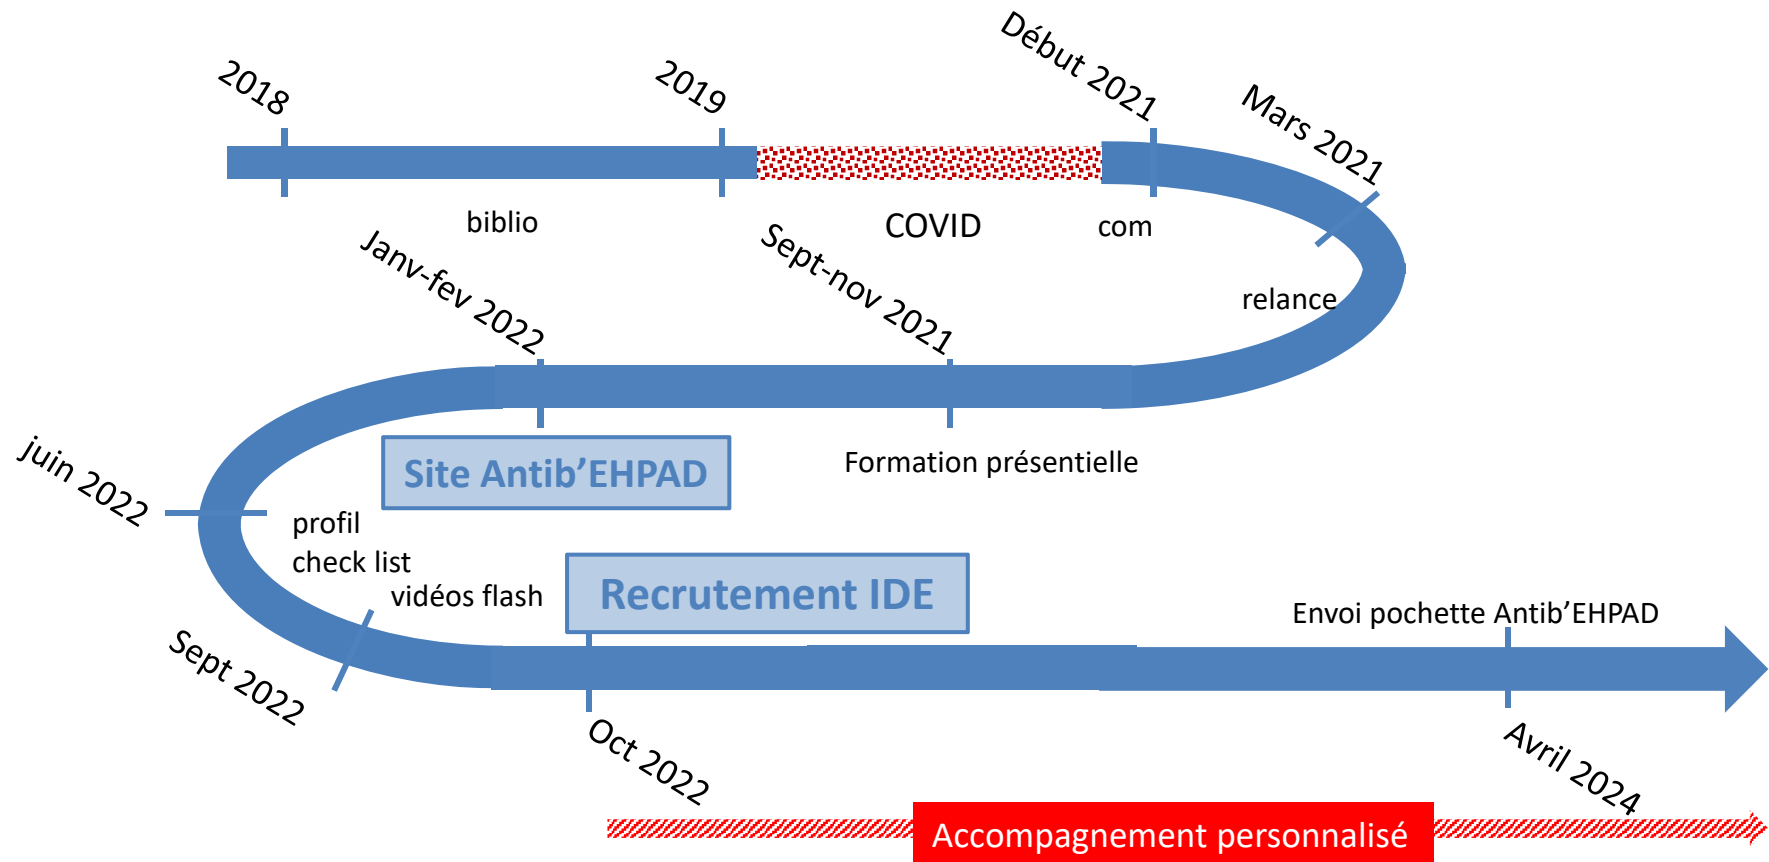 2018
2019
Début 2021
Mars 2021
biblio
COVID
com
relance
Janv-fev 2022
Sept-nov 2021
Site Antib’EHPAD
Formation présentielle
juin 2022
profil
check list
vidéos flash
Recrutement IDE
Envoi pochette Antib’EHPAD
Sept 2022
Oct 2022
Avril 2024
Accompagnement personnalisé